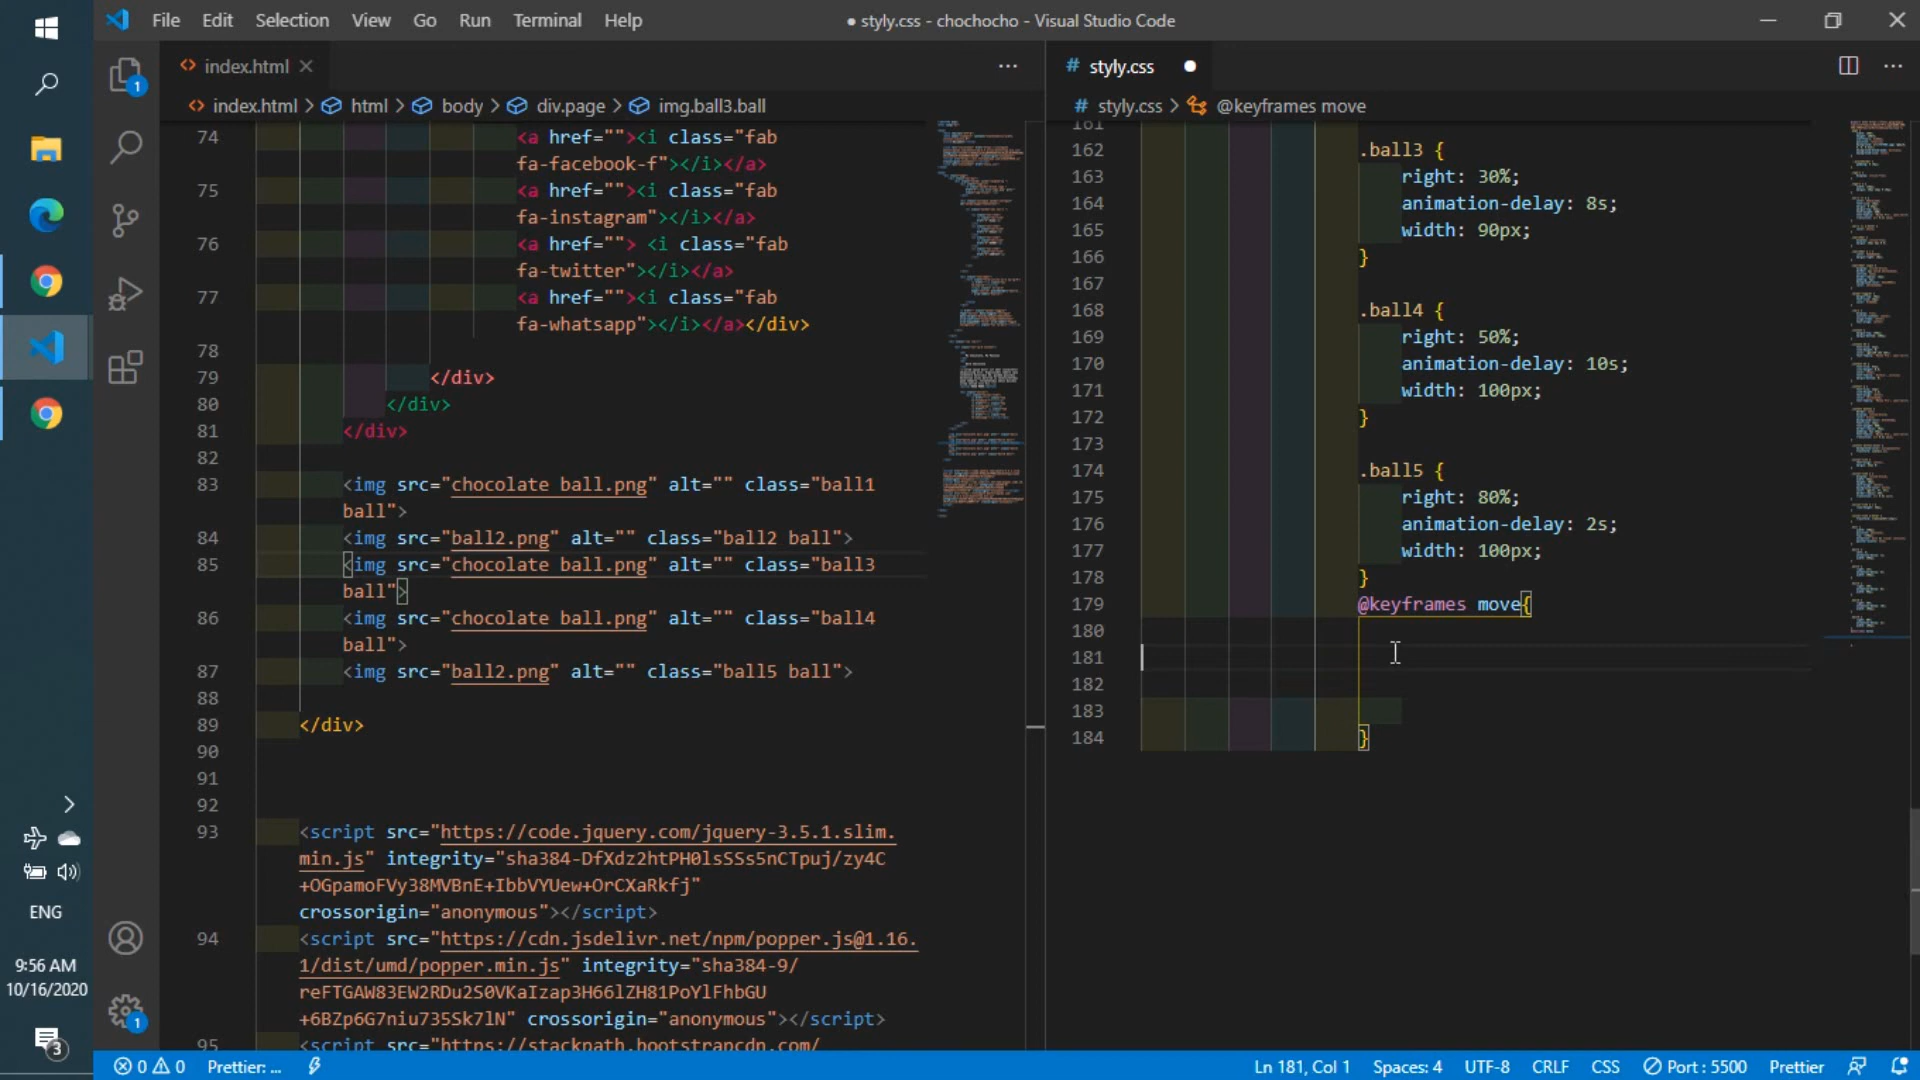 File Edit Selection View Go Run Terminal Help
● styly.css - chochocho - Visual Studio Code
index.html
index.html > html > body > div.page > img.ball3.ball
74 <a href=""><i class="fab
fa-facebook-f"></i></a>
75 <a href=""><i class="fab
fa-instagram"></i></a>
76 <a href=""> <i class="fab
fa-twitter"></i></a>
77 <a href=""><i class="fab
fa-whatsapp"></i></a></div>
78
79 </div>
80 </div>
81 </div>
82
83 <img src="chocolate ball.png" alt="" class="ball1
ball">
84 <img src="ball2.png" alt="" class="ball2 ball">
85 <img src="chocolate ball.png" alt="" class="ball3
ball">
86 <img src="chocolate ball.png" alt="" class="ball4
ball">
87 <img src="ball2.png" alt="" class="ball5 ball">
88
89 </div>
90
91
92
93 <script src="https://code.jquery.com/jquery-3.5.1.slim.
min.js" integrity="sha384-DfXdz2htPH0lsSSs5nCTpuj/zy4C
+OGpamoFVy38MVBnE+IbbVYUew+OrCXaRkfj"
crossorigin="anonymous"></script>
94 <script src="https://cdn.jsdelivr.net/npm/popper.js@1.16.
1/dist/umd/popper.min.js" integrity="sha384-9/
reFTGAW83EW2RDu2S0VKaIzap3H66lZH81PoYlFhbGU
+6BZp6G7niu735Sk7lN" crossorigin="anonymous"></script>
95 <script src="https://stackpath.bootstrapcdn.com/
styly.css
styly.css > @keyframes move
161
162 .ball3 {
163 right: 30%;
164 animation-delay: 8s;
165 width: 90px;
166 }
167
168 .ball4 {
169 right: 50%;
170 animation-delay: 10s;
171 width: 100px;
172 }
173
174 .ball5 {
175 right: 80%;
176 animation-delay: 2s;
177 width: 100px;
178 }
179 @keyframes move{
180
181
182
183
184 }
1
1
ENG
9:56 AM
10/16/2020
3
0 0 Prettier: ...
Ln 181, Col 1 Spaces: 4 UTF-8 CRLF CSS Port : 5500 Prettier